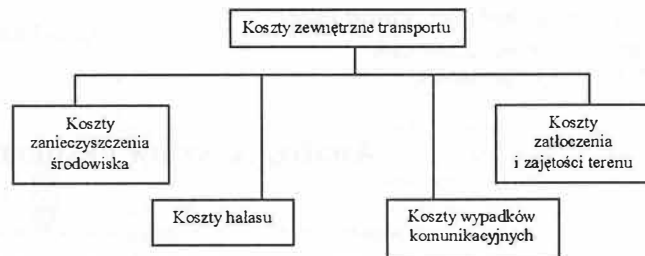 Koszty zewnętrzne transportu
Koszty
zanieczyszczenia
środowiska
Koszty hałasu
Koszty wypadków
komunikacyjnych
Koszty
zatłoczenia
i zajętości terenu